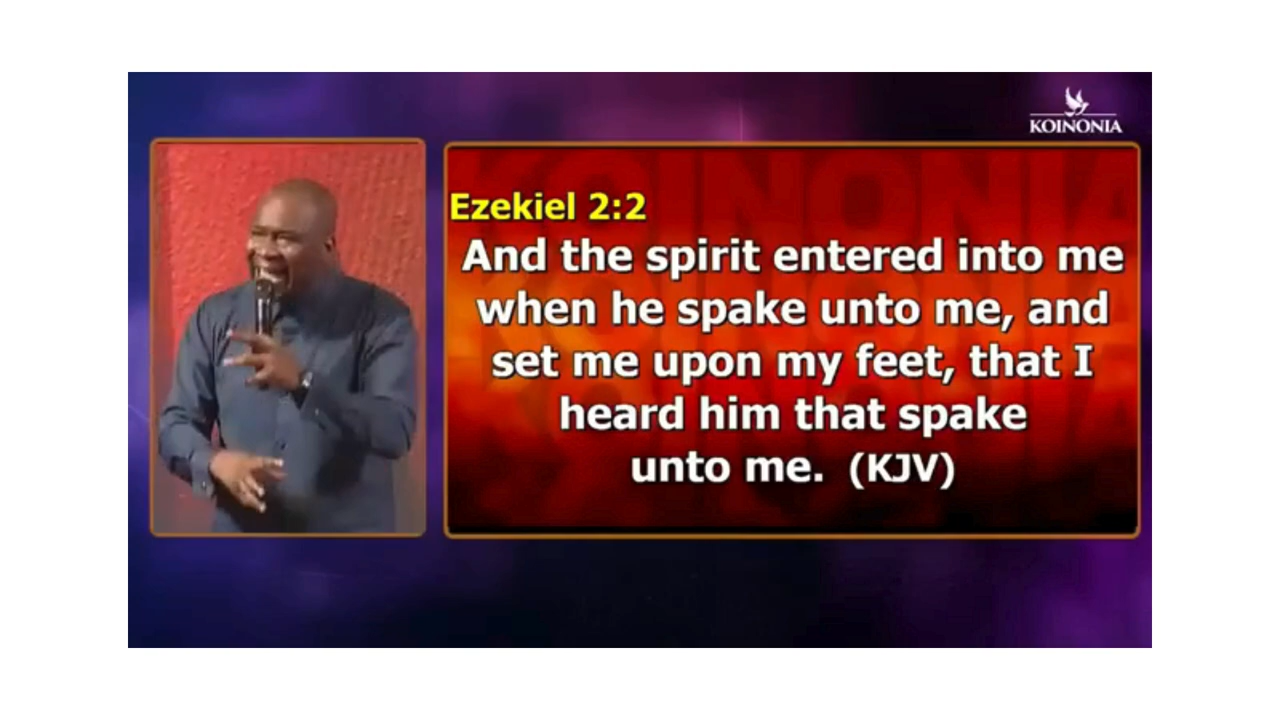 KOINONIA
Ezekiel 2:2
And the spirit entered into me
when he spake unto me, and
set me upon my feet, that I
heard him that spake
unto me. (KJV)